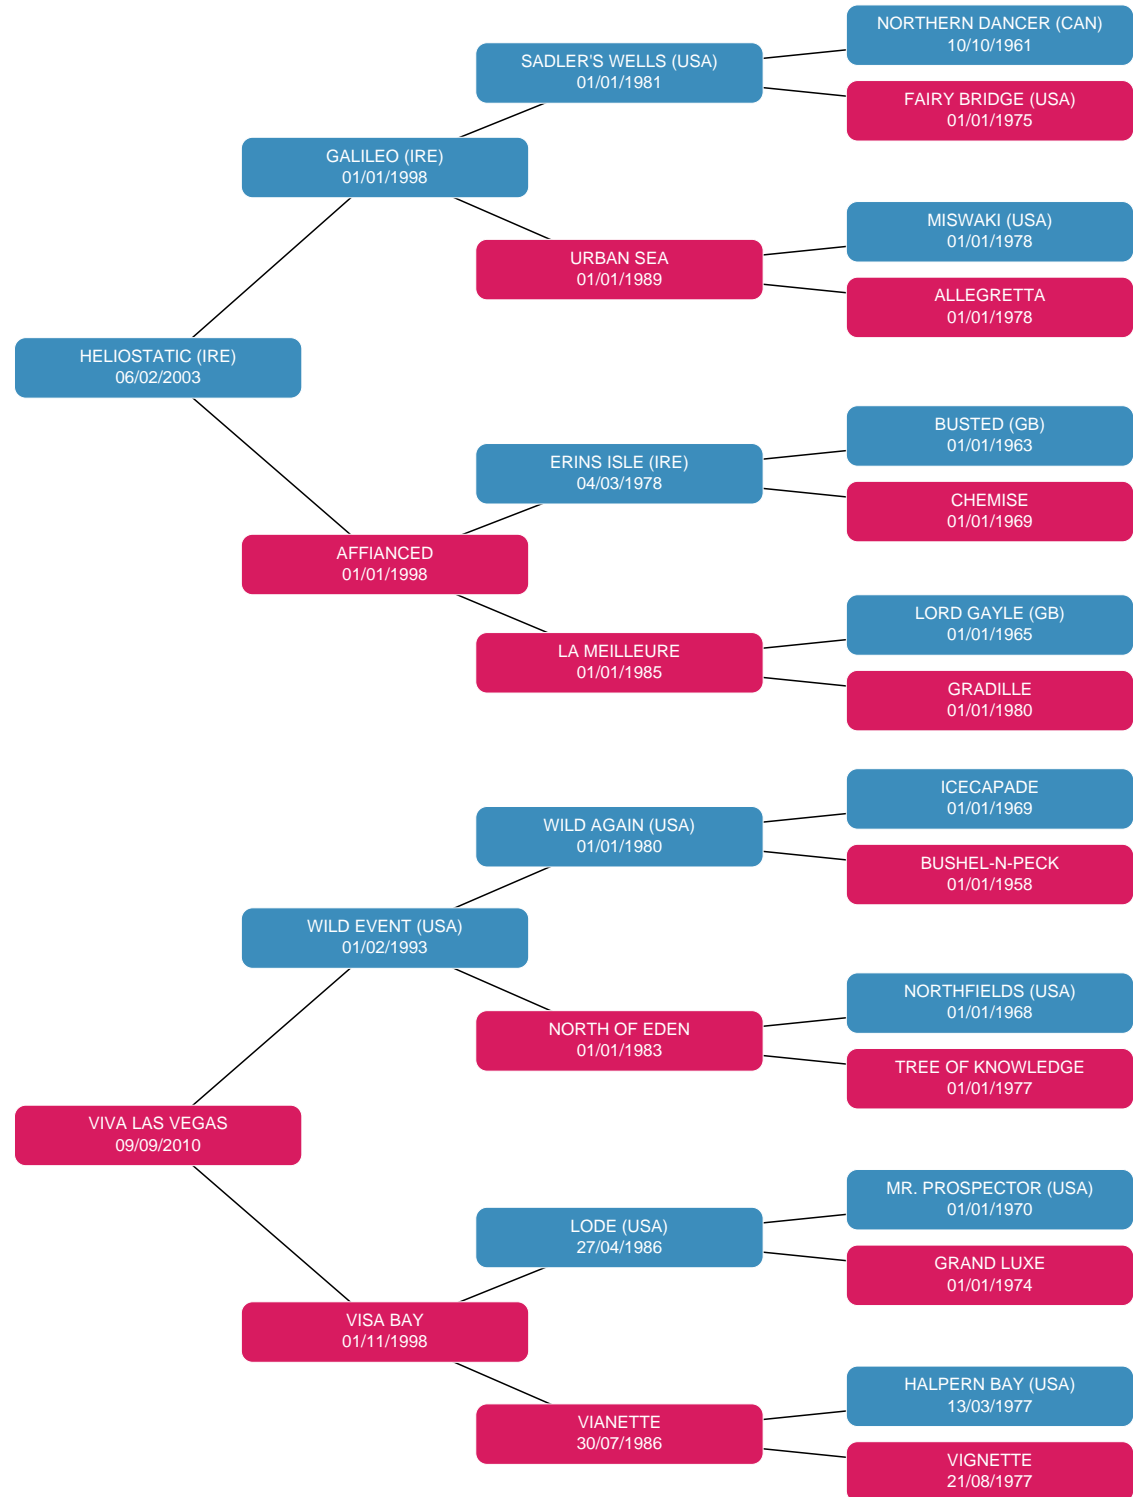 NORTHERN DANCER (CAN)
10/10/1961
SADLER'S WELLS (USA)
01/01/1981
FAIRY BRIDGE (USA)
01/01/1975
GALILEO (IRE)
01/01/1998
MISWAKI (USA)
01/01/1978
URBAN SEA
01/01/1989
ALLEGRETTA
01/01/1978
HELIOSTATIC (IRE)
06/02/2003
BUSTED (GB)
01/01/1963
ERINS ISLE (IRE)
04/03/1978
CHEMISE
01/01/1969
AFFIANCED
01/01/1998
LORD GAYLE (GB)
01/01/1965
LA MEILLEURE
01/01/1985
GRADILLE
01/01/1980
ICECAPADE
01/01/1969
WILD AGAIN (USA)
01/01/1980
BUSHEL-N-PECK
01/01/1958
WILD EVENT (USA)
01/02/1993
NORTHFIELDS (USA)
01/01/1968
NORTH OF EDEN
01/01/1983
TREE OF KNOWLEDGE
01/01/1977
VIVA LAS VEGAS
09/09/2010
MR. PROSPECTOR (USA)
01/01/1970
LODE (USA)
27/04/1986
GRAND LUXE
01/01/1974
VISA BAY
01/11/1998
HALPERN BAY (USA)
13/03/1977
VIANETTE
30/07/1986
VIGNETTE
21/08/1977